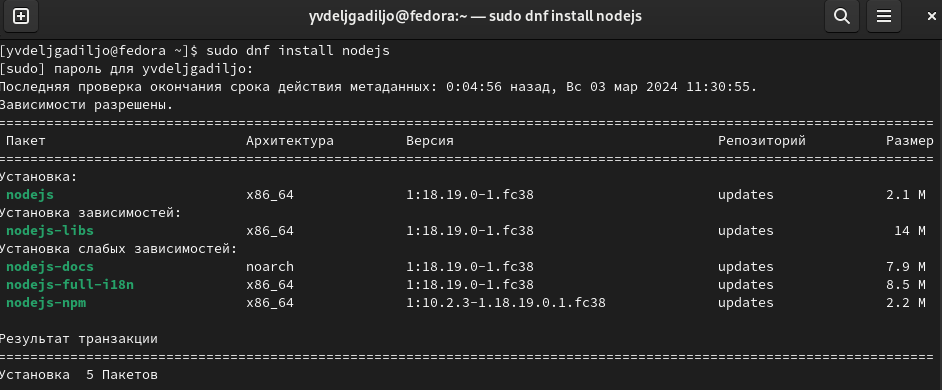 yvdeljgadiljo@fedora:~ — sudo dnf install nodejs
[yvdeljgadiljo@fedora ~]$ sudo dnf install nodejs
[sudo] пароль для yvdeljgadiljo:
Последняя проверка окончания срока действия метаданных: 0:04:56 назад, Вс 03 мар 2024 11:30:55.
Зависимости разрешены.
================================================================================
Пакет Архитектура Версия Репозиторий Размер
================================================================================
Установка:
nodejs x86_64 1:18.19.0-1.fc38 updates 2.1 M
Установка зависимостей:
nodejs-libs x86_64 1:18.19.0-1.fc38 updates 14 M
Установка слабых зависимостей:
nodejs-docs noarch 1:18.19.0-1.fc38 updates 7.9 M
nodejs-full-i18n x86_64 1:18.19.0-1.fc38 updates 8.5 M
nodejs-npm x86_64 1:10.2.3-1.18.19.0.1.fc38 updates 2.2 M
Результат транзакции
================================================================================
Установка 5 Пакетов